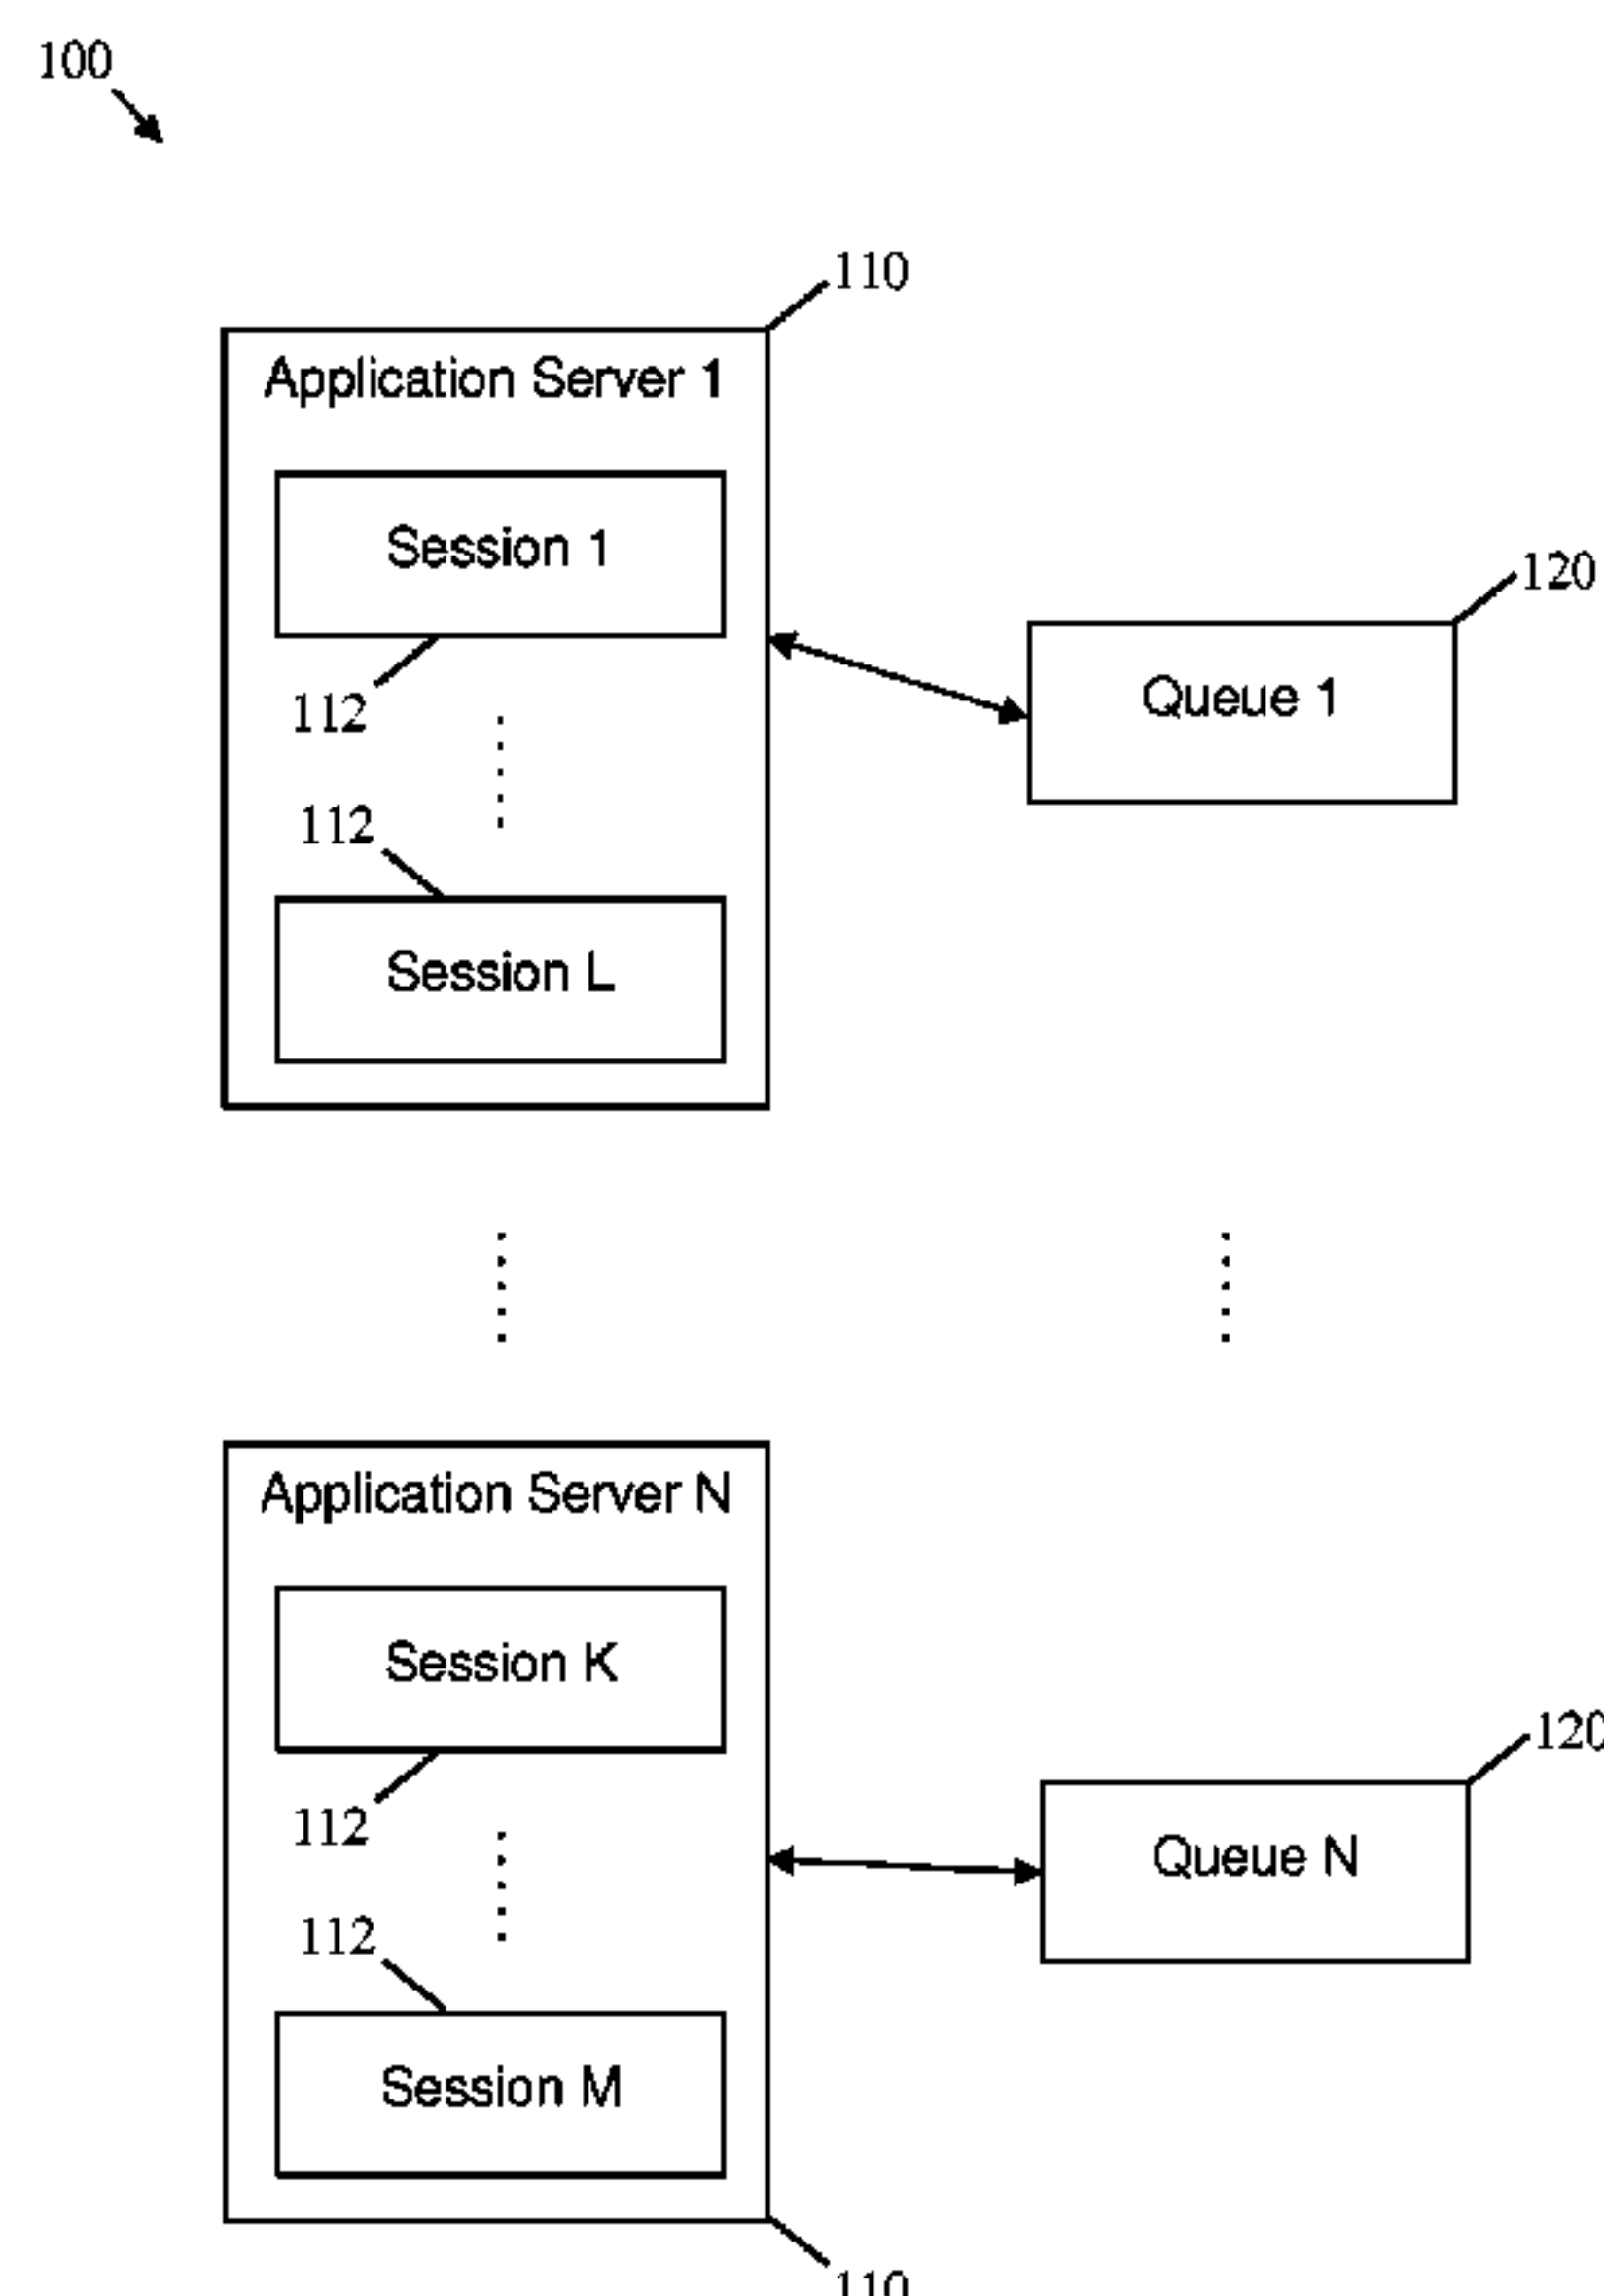 100
110
Application Server 1
Session 1
112
112
Session L
120
Queue 1
Application Server N
Session K
112
112
Session M
110
120
Queue N